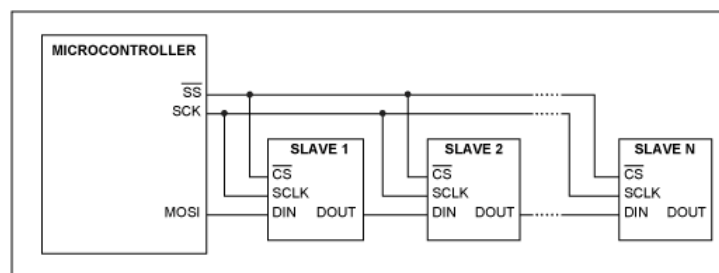 MICROCONTROLLER
SS
SCK
SLAVE 1
SLAVE 2
SLAVE N
CS
CS
CS
SCLK
SCLK
SCLK
MOSI
DIN DOUT
DIN DOUT
DIN DOUT